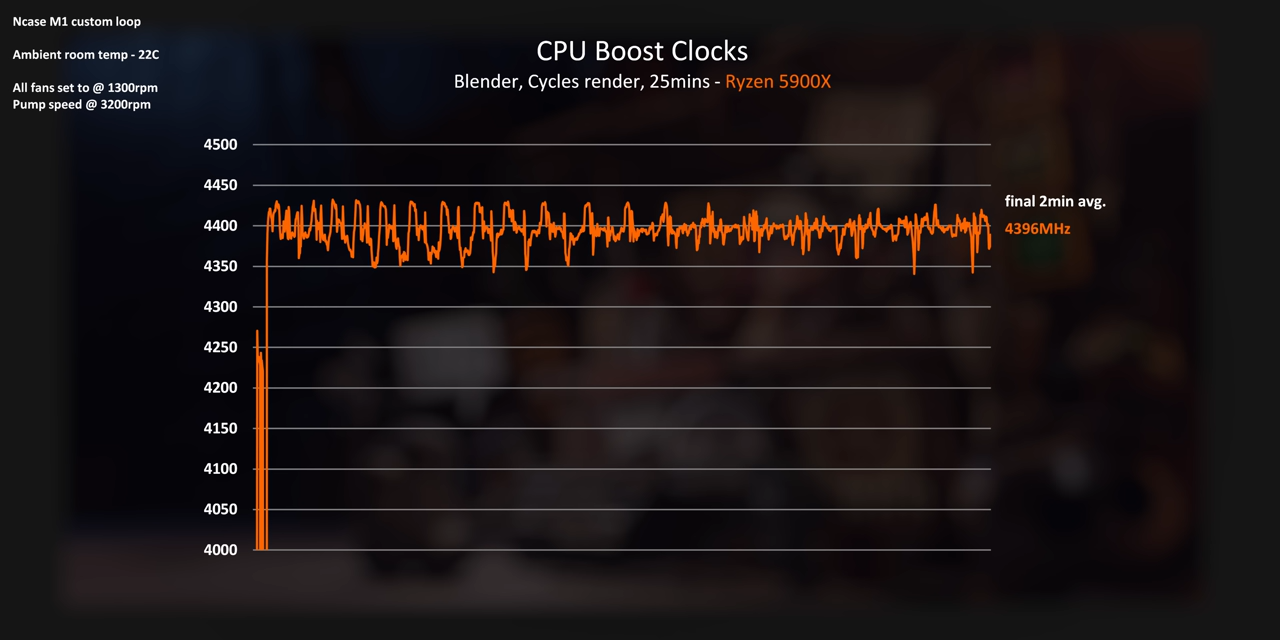 Ncase M1 custom loop
Ambient room temp - 22C
All fans set to @ 1300rpm
Pump speed @ 3200rpm
CPU Boost Clocks
Blender, Cycles render, 25mins - Ryzen 5900X
4500
4450
4400
4350
4300
4250
4200
4150
4100
4050
4000
final 2min avg.
4396MHz